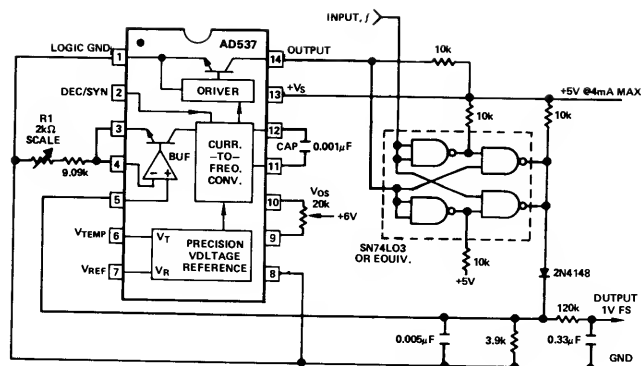 INPUT, f
LOGIC GND.
AD537
OUTPUT
1
14
10k
DEC/SYN
ORIVER
+VS
+5V @4mA MAX
2
13
R1
2kΩ
SCALE
10k
10k
3
12
CURR.
–TO–
FREQ.
CONV.
CAP
0.001µF
9.09k
BUF
4
11
– +
VOS
20k
5
10
+6V
VTEMP
6
VT
PRECISION
VDLTAGE
REFERENCE
9
SN74LO3
OR EQUIV.
10k
VREF
7
VR
8
+5V
2N4148
120k
DUTPUT
1V FS
0.005µF
3.9k
0.33µF
GND